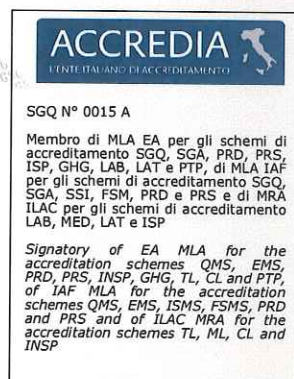 ACCREDIA
L'ENTE ITALIANO DI ACCREDITAMENTO
SGQ N° 0015 A
Membro di MLA EA per gli schemi di
accreditamento SGQ, SGA, PRD, PRS,
ISP, GHG, LAB, LAT e PTP, di MLA IAF
per gli schemi di accreditamento SGQ,
SGA, SSI, FSM, PRD e PRS e di MRA
ILAC per gli schemi di accreditamento
LAB, MED, LAT e ISP
Signatory of EA MLA for the
accreditation schemes QMS, EMS,
PRD, PRS, INSP, GHG, TL, CL and PTP,
of IAF MLA for the accreditation
schemes QMS, EMS, ISMS, FSMS, PRD
and PRS and of ILAC MRA for the
accreditation schemes TL, ML, CL and
INSP